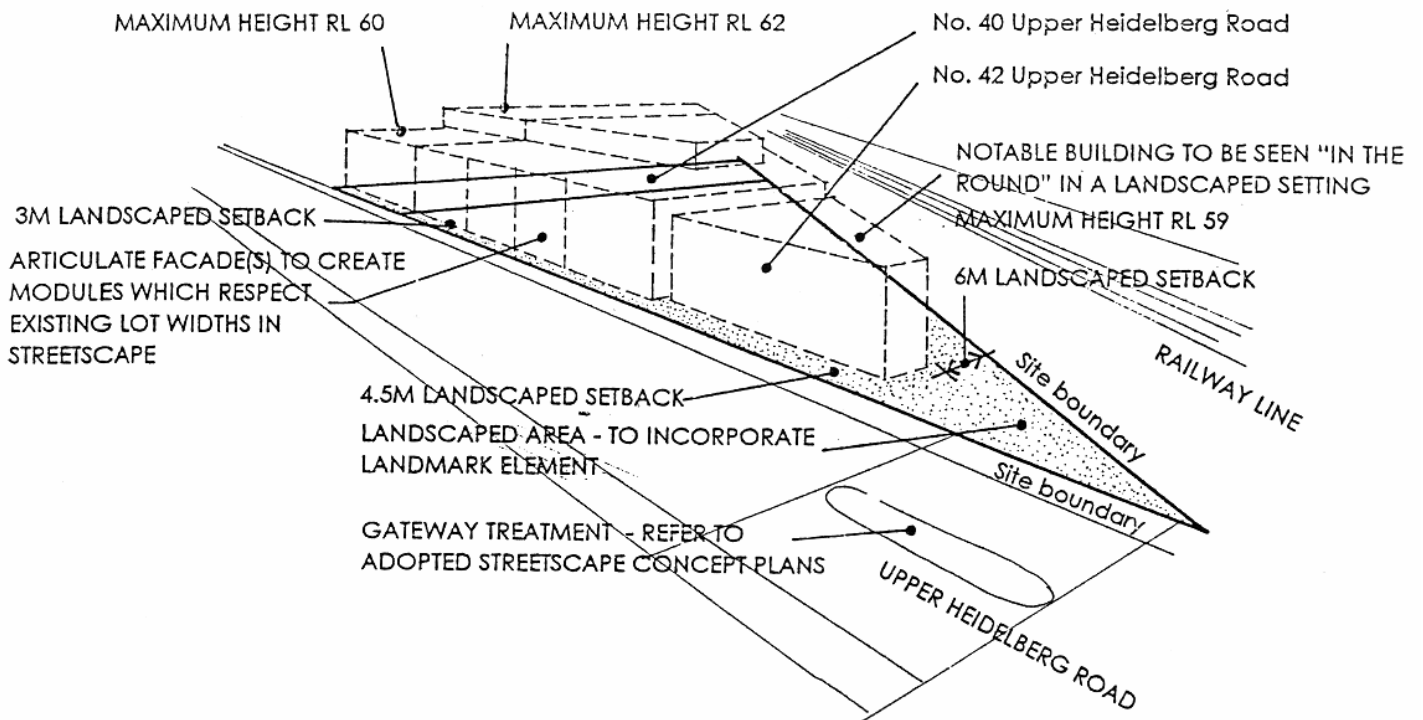 MAXIMUM HEIGHT RL 60
MAXIMUM HEIGHT RL 62
No. 40 Upper Heidelberg Road
No. 42 Upper Heidelberg Road
NOTABLE BUILDING TO BE SEEN "IN THE
ROUND" IN A LANDSCAPED SETTING
MAXIMUM HEIGHT RL 59
3M LANDSCAPED SETBACK
ARTICULATE FACADE(S) TO CREATE
MODULES WHICH RESPECT
EXISTING LOT WIDTHS IN
STREETSCAPE
6M LANDSCAPED SETBACK
RAILWAY LINE
Site boundary
4.5M LANDSCAPED SETBACK
LANDSCAPED AREA - TO INCORPORATE
LANDMARK ELEMENT
Site boundary
GATEWAY TREATMENT - REFER TO
ADOPTED STREETSCAPE CONCEPT PLANS
UPPER HEIDELBERG ROAD